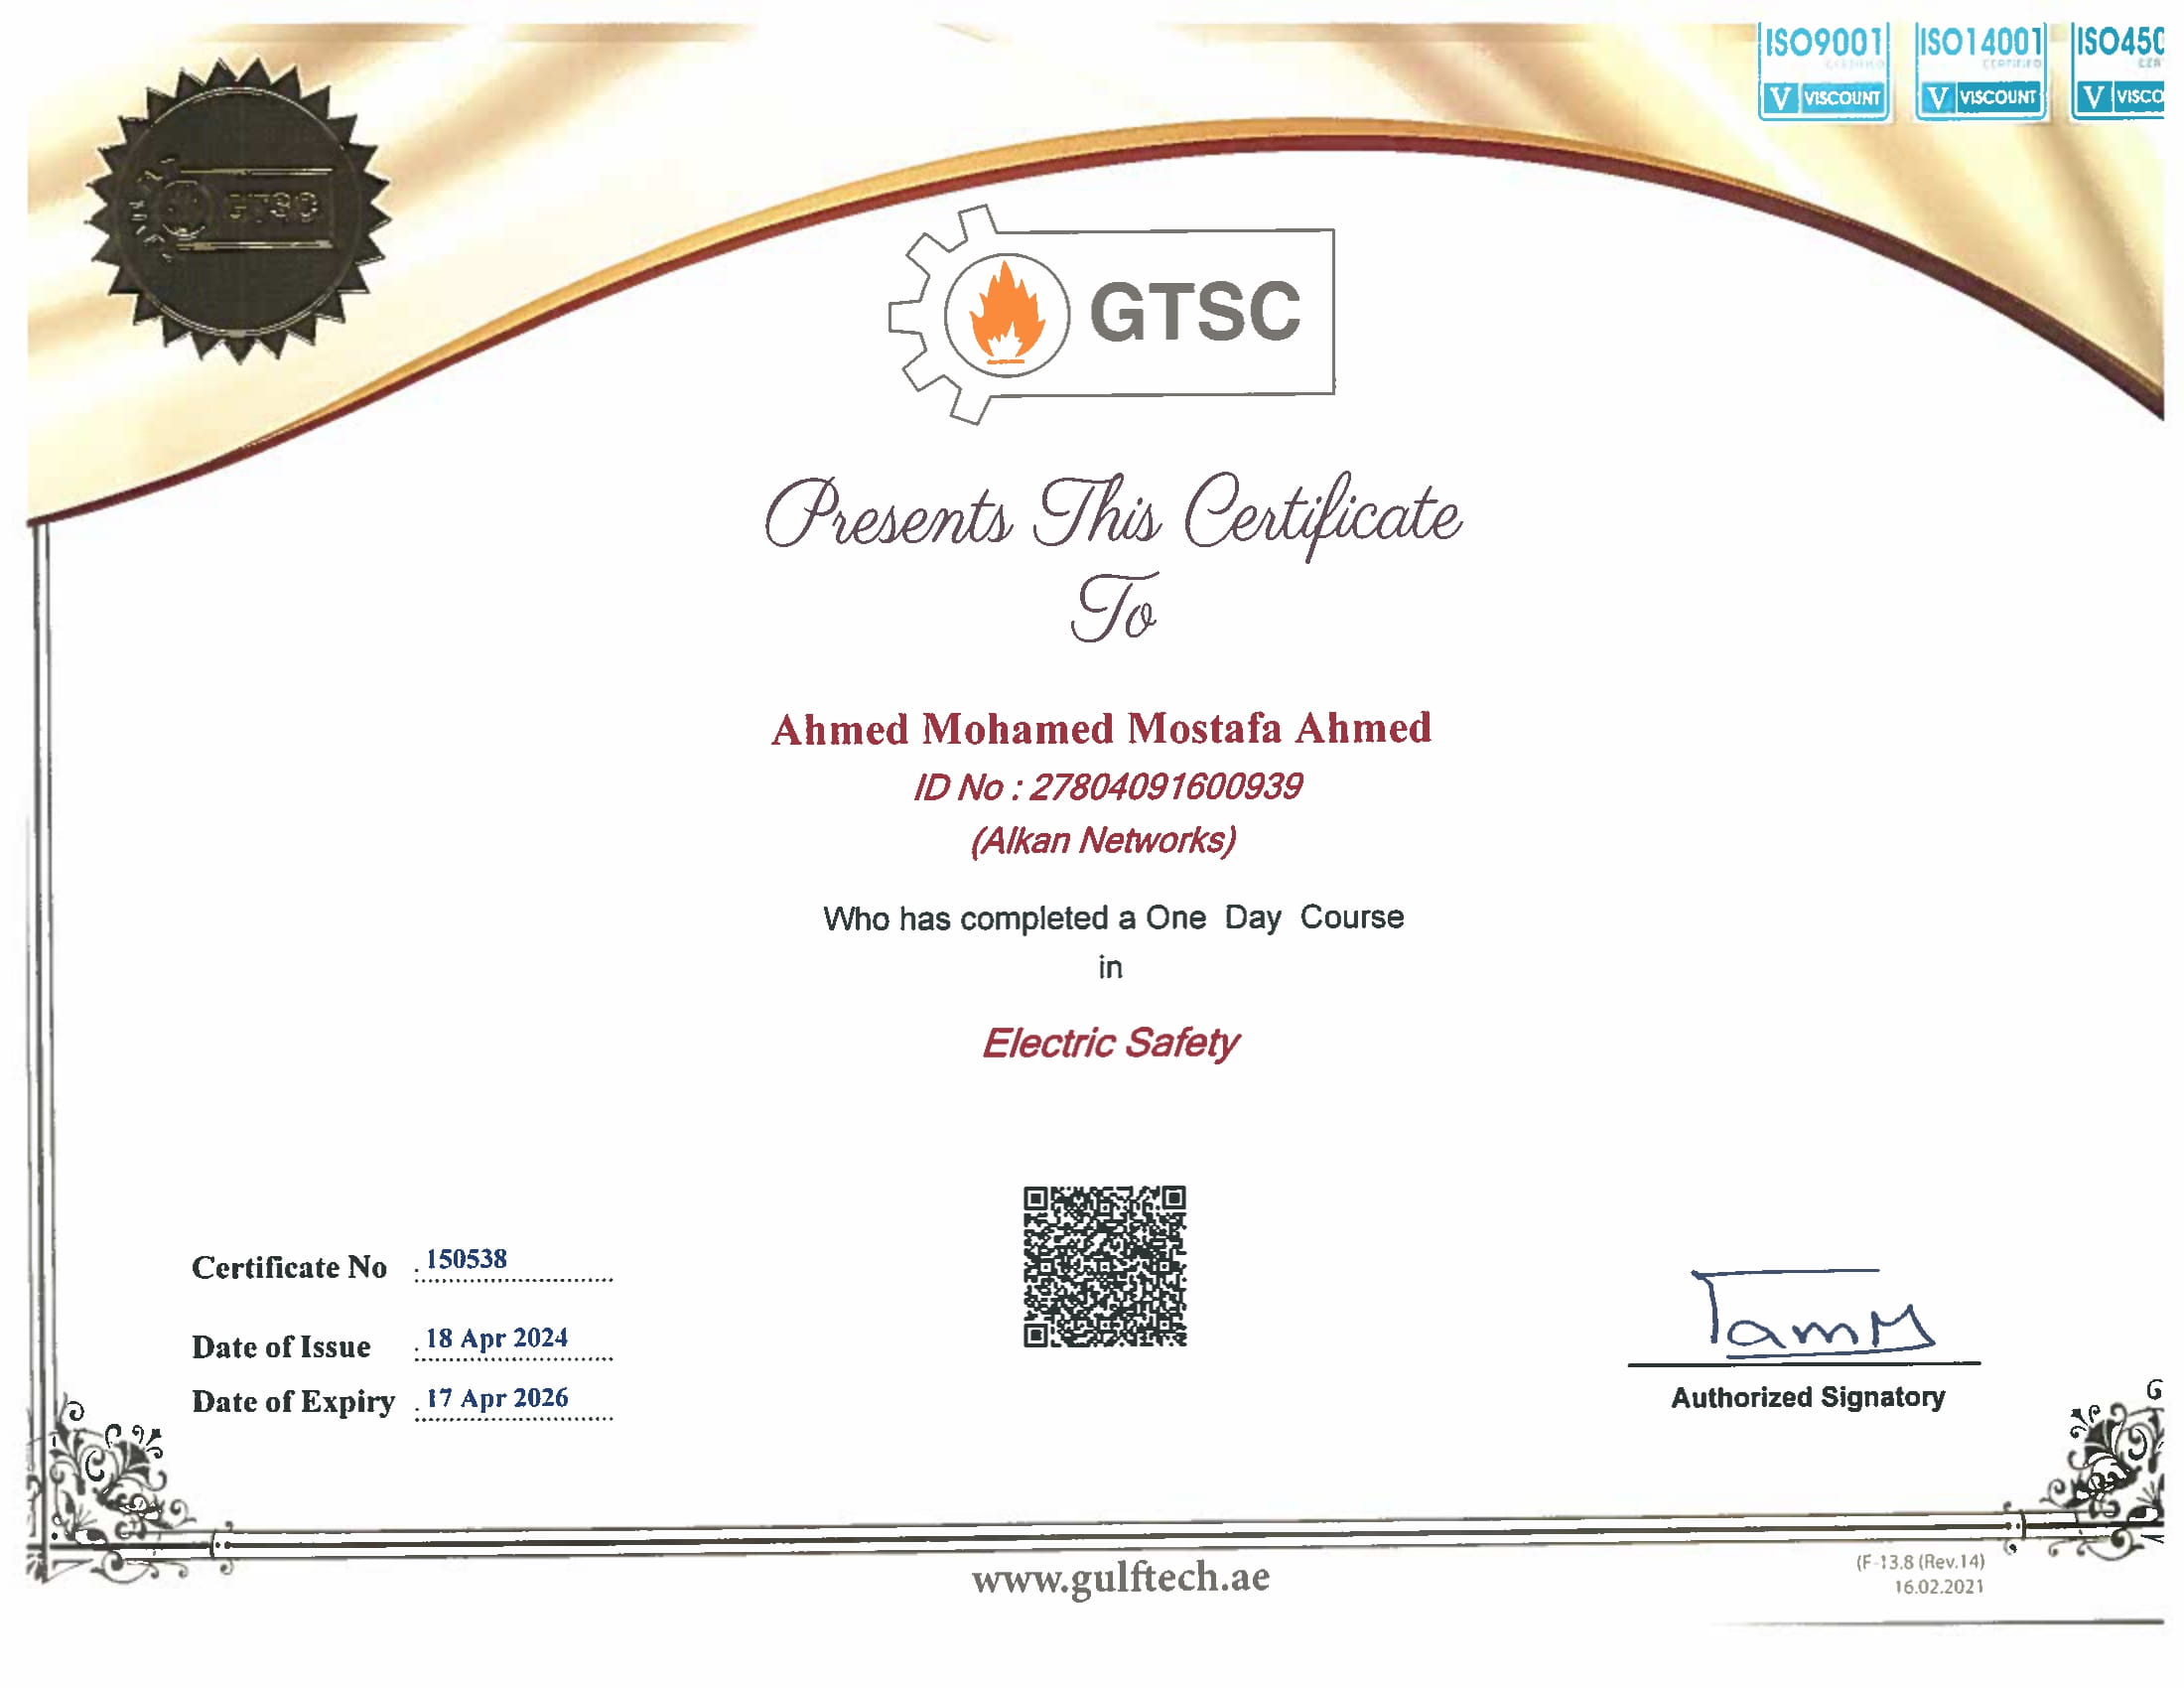 ISO9001 ISO14001 ISO450
CERTIFIED CERTIFIED CER
V VISCOUNT V VISCOUNT V VISCO
GTSC
GTSC
Presents This Certificate
To
Ahmed Mohamed Mostafa Ahmed
ID No : 27804091600939
(Alkan Networks)
Who has completed a One Day Course
in
Electric Safety
Certificate No . 150538
Date of Issue . 18 Apr 2024
Date of Expiry . 17 Apr 2026
TamM
Authorized Signatory
www.gulftech.ae
(F-13.8 (Rev.14)
16.02.2021